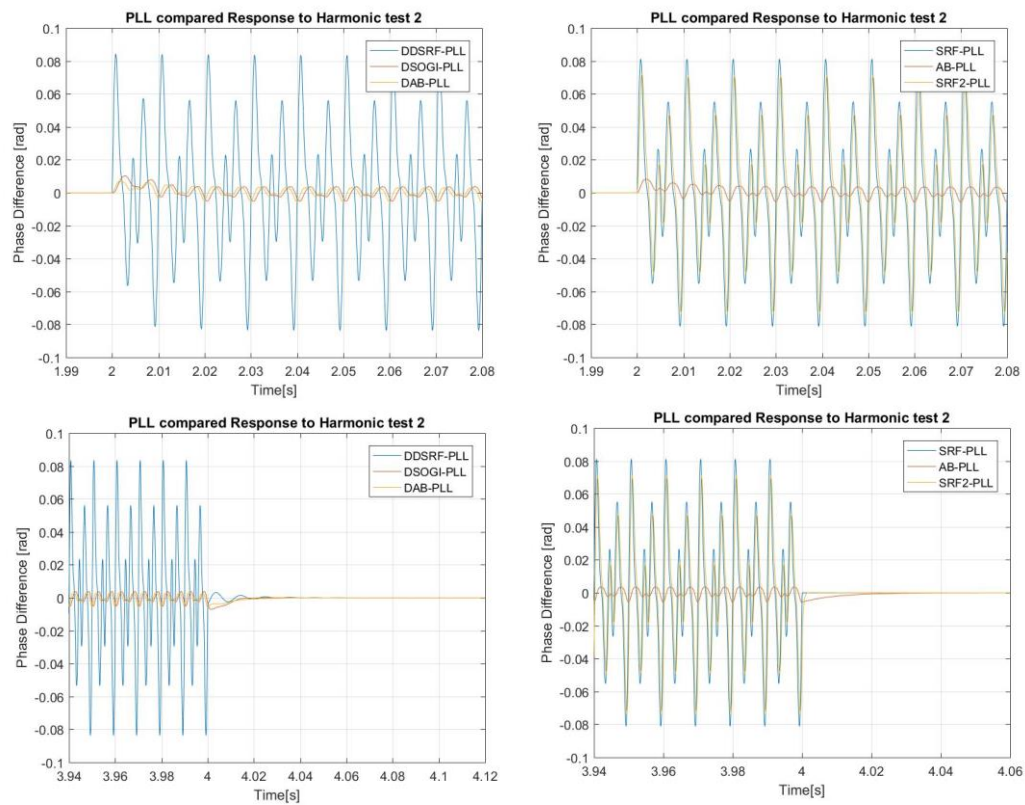 PLL compared Response to Harmonic test 2
DDSRF-PLL
DSOGI-PLL
DAB-PLL
Phase Difference [rad]
0.1
0.08
0.06
0.04
0.02
0
-0.02
-0.04
-0.06
-0.08
-0.1
1.99 2 2.01 2.02 2.03 2.04 2.05 2.06 2.07 2.08
Time[s]
PLL compared Response to Harmonic test 2
SRF-PLL
AB-PLL
SRF2-PLL
Phase Difference [rad]
0.1
0.08
0.06
0.04
0.02
0
-0.02
-0.04
-0.06
-0.08
-0.1
1.99 2 2.01 2.02 2.03 2.04 2.05 2.06 2.07 2.08
Time[s]
PLL compared Response to Harmonic test 2
DDSRF-PLL
DSOGI-PLL
DAB-PLL
Phase Difference [rad]
0.1
0.08
0.06
0.04
0.02
0
-0.02
-0.04
-0.06
-0.08
-0.1
3.94 3.96 3.98 4 4.02 4.04 4.06 4.08 4.1 4.12
Time[s]
PLL compared Response to Harmonic test 2
SRF-PLL
AB-PLL
SRF2-PLL
Phase Difference [rad]
0.1
0.08
0.06
0.04
0.02
0
-0.02
-0.04
-0.06
-0.08
-0.1
3.94 3.96 3.98 4 4.02 4.04 4.06
Time[s]